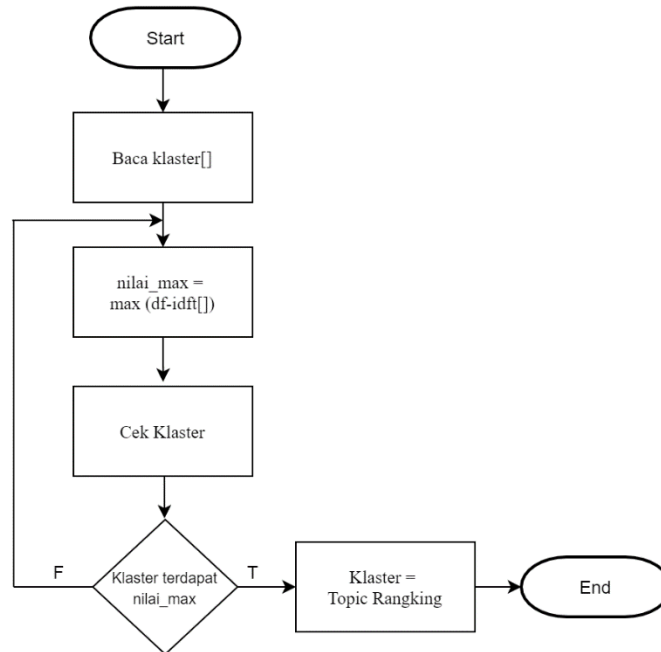 Start
Baca klaster[]
nilai_max =
max (df-idft[])
Cek Klaster
F
Klaster terdapat
nilai_max
T
Klaster =
Topic Rangking
End